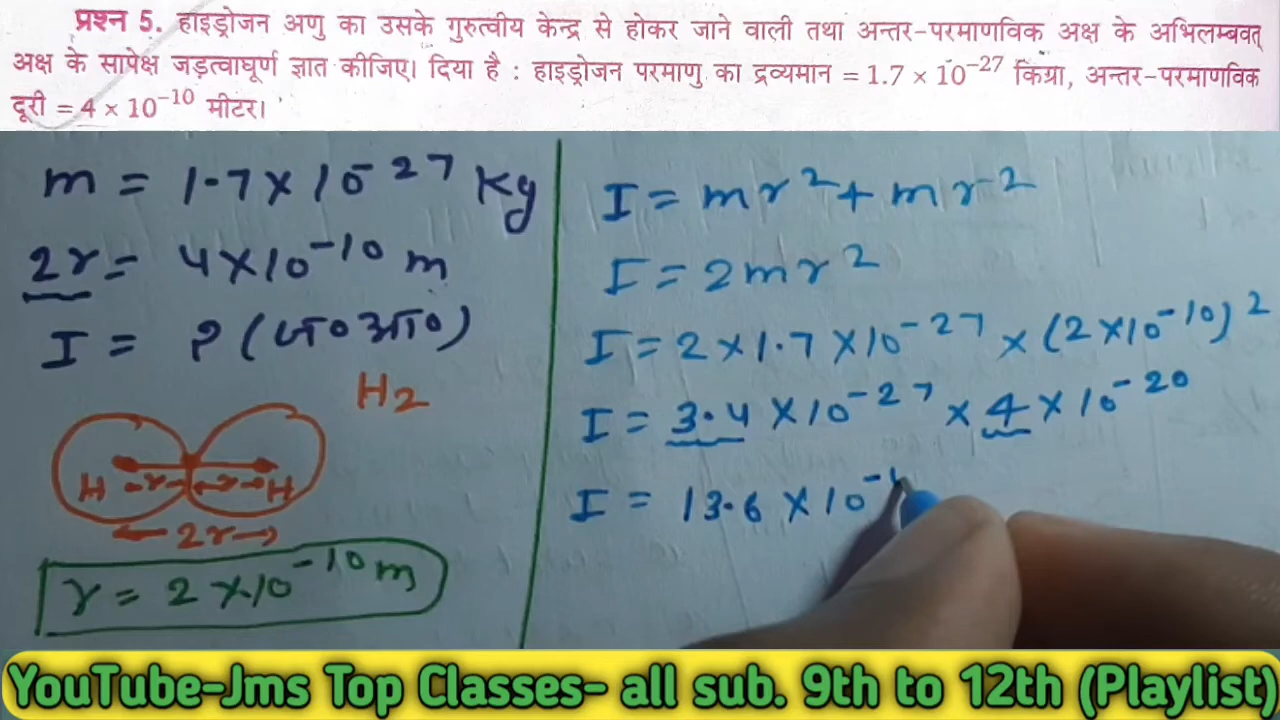 प्रश्न 5. हाइड्रोजन अणु का उसके गुरुत्वीय केन्द्र से होकर जाने वाली तथा अन्तर-परमाणविक अक्ष के अभिलम्बवत्
अक्ष के सापेक्ष जड़त्वाघूर्ण ज्ञात कीजिए। दिया है : हाइड्रोजन परमाणु का द्रव्यमान = 1.7 × 10⁻²⁷ किग्रा, अन्तर-परमाणविक
दूरी = 4 × 10⁻¹⁰ मीटर।
m = 1.7 × 10⁻²⁷ Kg
2r = 4 × 10⁻¹⁰ m
I = ? (ज०आ०)
H2
H r r H
2r
r = 2 × 10⁻¹⁰ m
I = mr² + mr²
I = 2mr²
I = 2 × 1.7 × 10⁻²⁷ × (2 × 10⁻¹⁰)²
I = 3.4 × 10⁻²⁷ × 4 × 10⁻²⁰
I = 13.6 × 10⁻
YouTube-Jms Top Classes- all sub. 9th to 12th (Playlist)